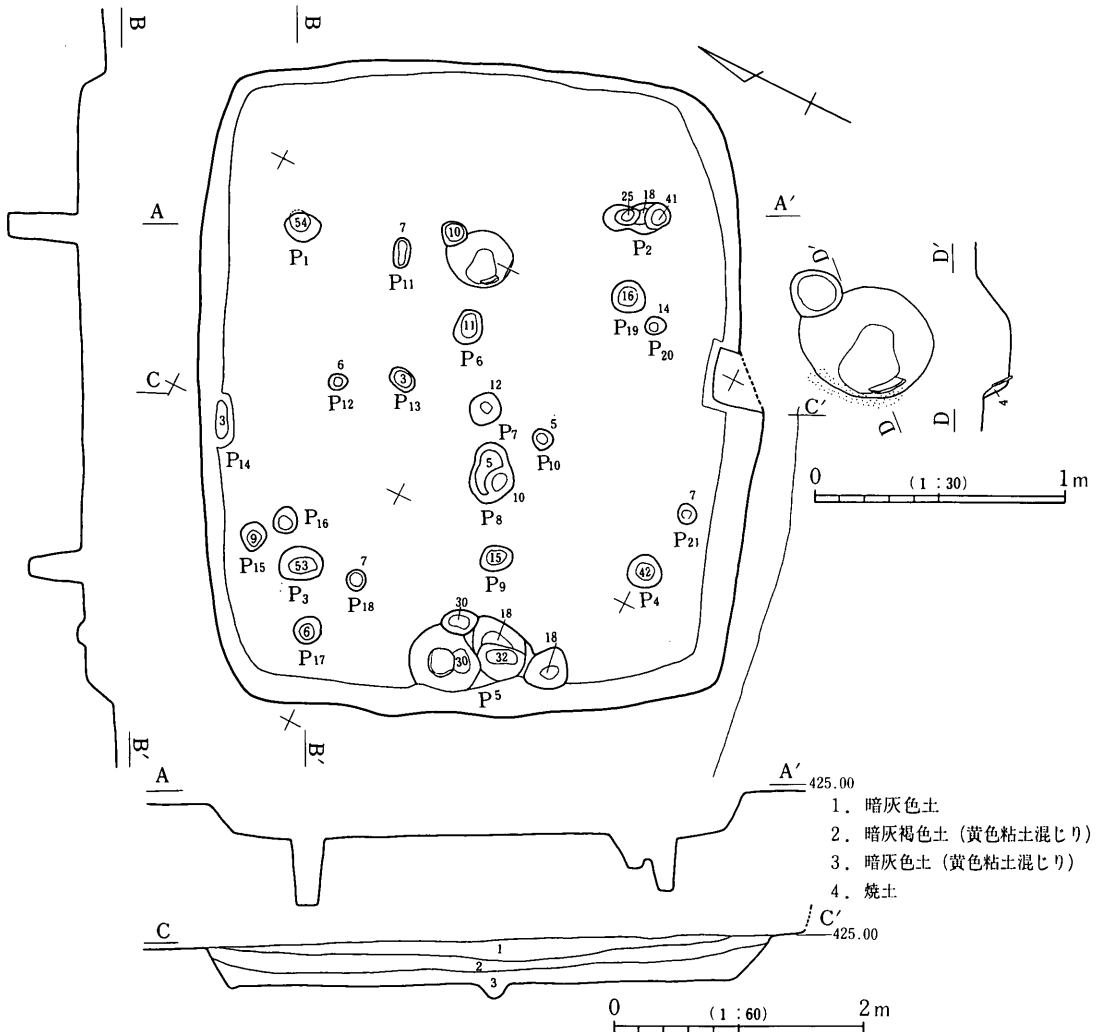 B
B
A
A′
54
P1
7
P11
10
25
18
41
P2
16
P19
14
P20
11
P6
6
P12
3
P13
C
C′
3
P14
12
P7
5
P10
5
10
P8
7
P21
P16
9
P15
53
P3
7
P18
15
P9
42
P4
6
P17
30
18
30
32
18
P5
B′
B′
D′
D
D′
D
4
0
(1:30)
1m
A
A′
425.00
1. 暗灰色土
2. 暗灰褐色土(黄色粘土混じり)
3. 暗灰色土(黄色粘土混じり)
4. 焼土
C
C′
425.00
1
2
3
0
(1:60)
2m